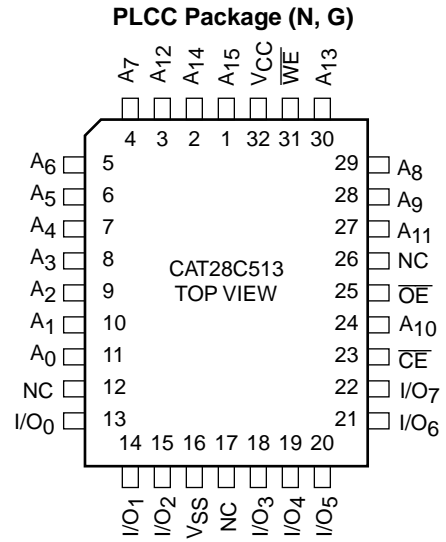 PLCC Package (N, G)
A7 A12 A14 A15 VCC W̅E̅ A13
4 3 2 1 32 31 30
A6 5 29 A8
A5 6 28 A9
A4 7 27 A11
A3 8 26 NC
CAT28C513
A2 9 25 O̅E̅
TOP VIEW
A1 10 24 A10
A0 11 23 C̅E̅
NC 12 22 I/O7
I/O0 13 21 I/O6
14 15 16 17 18 19 20
I/O1 I/O2 VSS NC I/O3 I/O4 I/O5